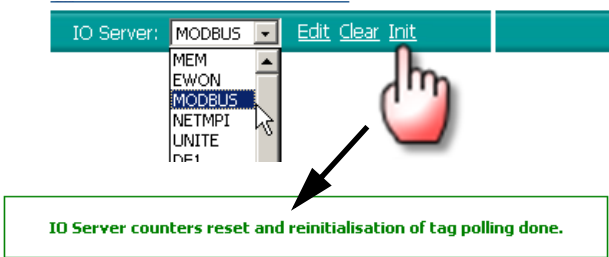 IO Server: MODBUS Edit Clear Init
MEM
EWON
MODBUS
NETMPI
UNITE
DF1
IO Server counters reset and reinitialisation of tag polling done.